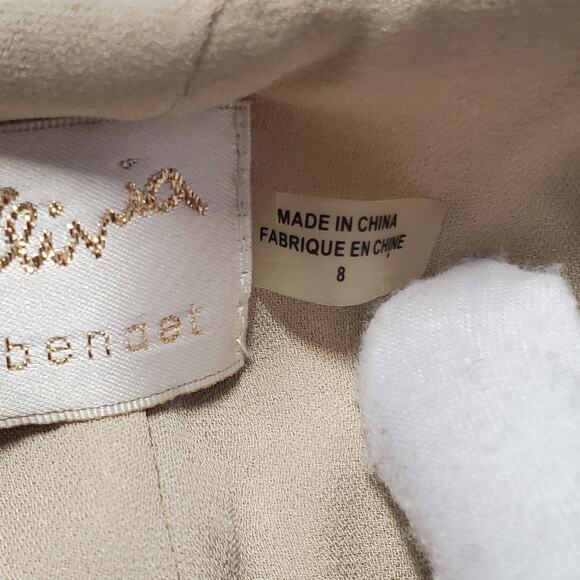 livia
bendet
MADE IN CHINA
FABRIQUE EN CHINE
8